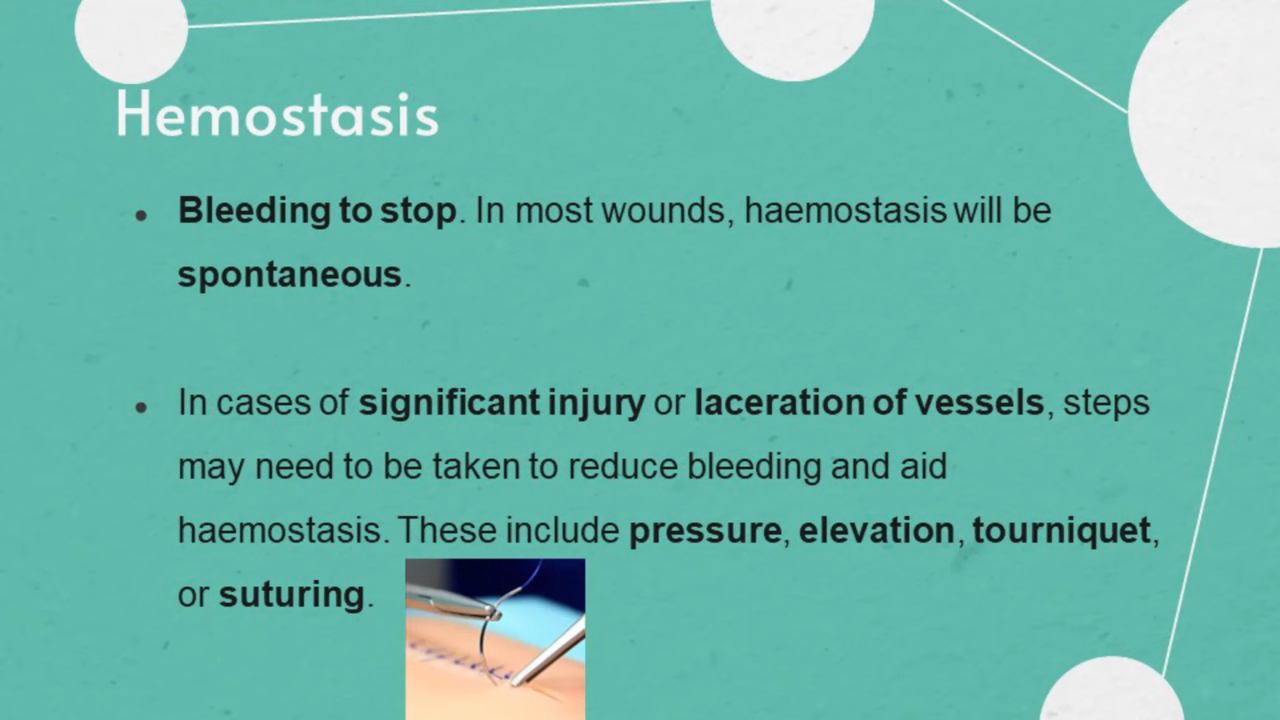 Hemostasis
• Bleeding to stop. In most wounds, haemostasis will be
spontaneous.
• In cases of significant injury or laceration of vessels, steps
may need to be taken to reduce bleeding and aid
haemostasis. These include pressure, elevation, tourniquet,
or suturing.